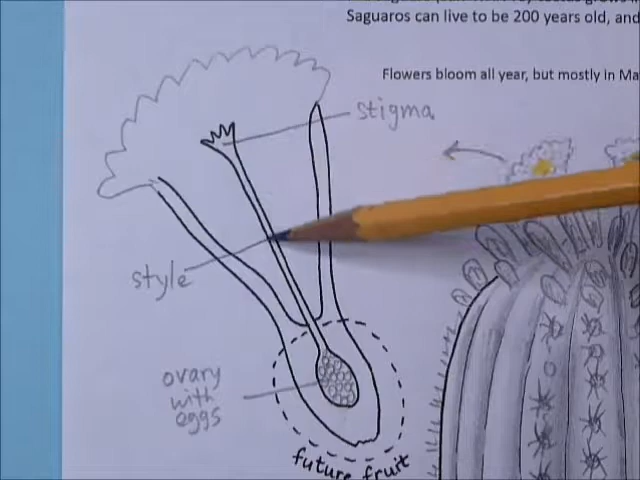 Saguaros can live to be 200 years old, and
Flowers bloom all year, but mostly in Ma
stigma
style
ovary
with
eggs
future fruit